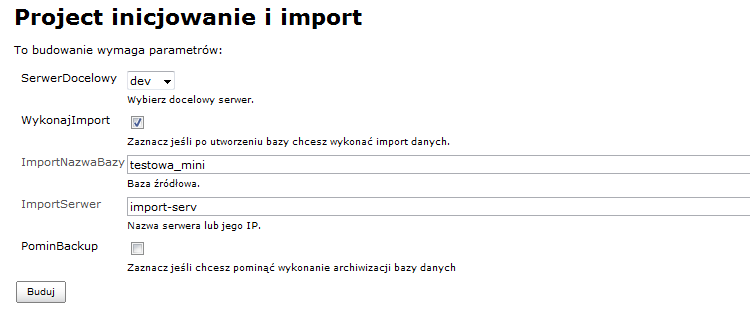 Project inicjowanie i import
To budowanie wymaga parametrów:
SerwerDocelowy dev
Wybierz docelowy serwer.
WykonajImport
Zaznacz jeśli po utworzeniu bazy chcesz wykonać import danych.
ImportNazwaBazy testowa_mini
Baza źródłowa.
ImportSerwer import-serv
Nazwa serwera lub jego IP.
PominBackup
Zaznacz jeśli chcesz pominąć wykonanie archiwizacji bazy danych
Buduj